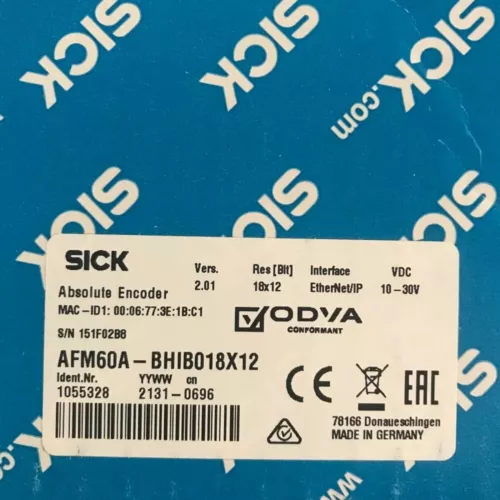 SICK
SICK
SICK
SICK
SICK
SICK
SICK
SICK
Vers.
2.01
Res [Bit]
18x12
Interface
EtherNet/IP
VDC
10-30V
Absolute Encoder
MAC-ID1: 00:06:77:3E:1B:C1
S/N 151F02B8
ODVA
CONFORMANT
AFM60A-BHIB018X12
Ident.Nr.
YYWW cn
1055328
2131-0696
CE
EAC
78166 Donaueschingen
MADE IN GERMANY